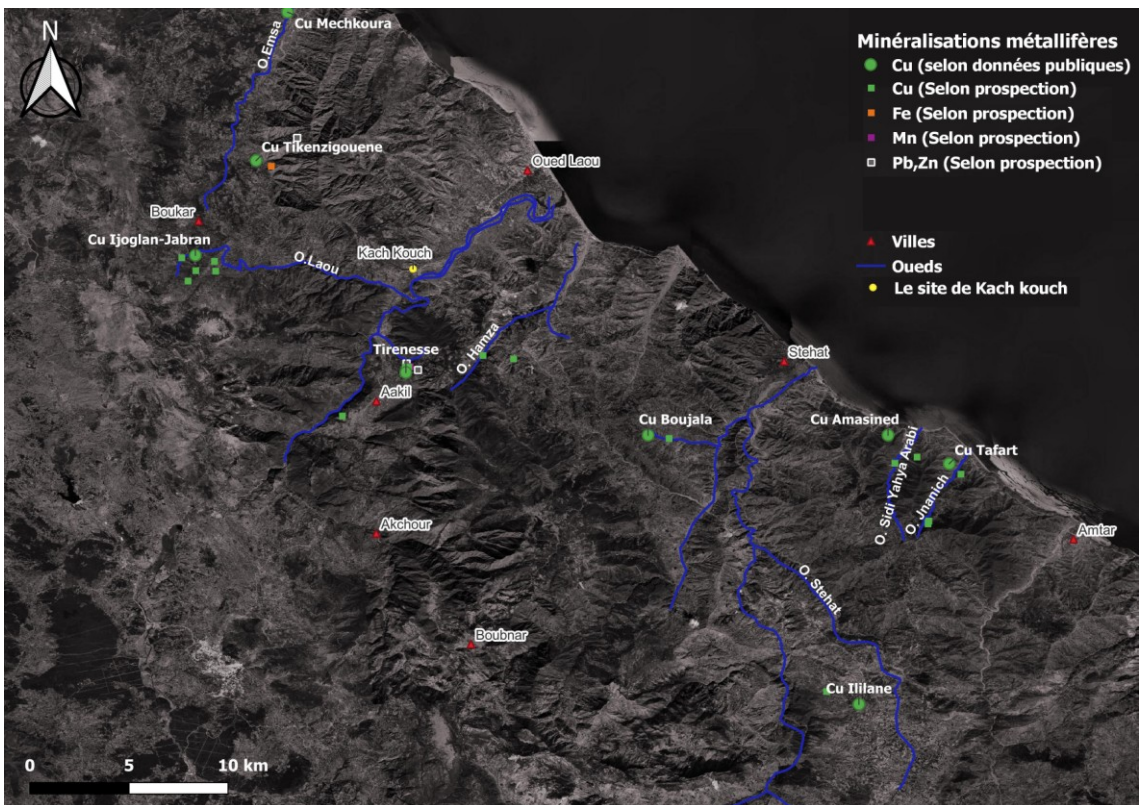 N
Cu Mechkoura
O.Emsa
Minéralisations métallifères
Cu (selon données publiques)
Cu (Selon prospection)
Fe (Selon prospection)
Mn (Selon prospection)
Pb,Zn (Selon prospection)
Villes
Oueds
Le site de Kach kouch
Cu Tikenzigouene
Oued Laou
Boukar
Cu Ijoglan-Jabran
O.Laou
Kach Kouch
Tirenesse
O. Hamza
Stehat
Aakil
Cu Boujala
Cu Amasined
O. Sidi Yahya Arabi
Cu Tafart
O. Jnanich
Akchour
Amtar
O. Stehat
Boubnar
Cu Ililane
0 5 10 km